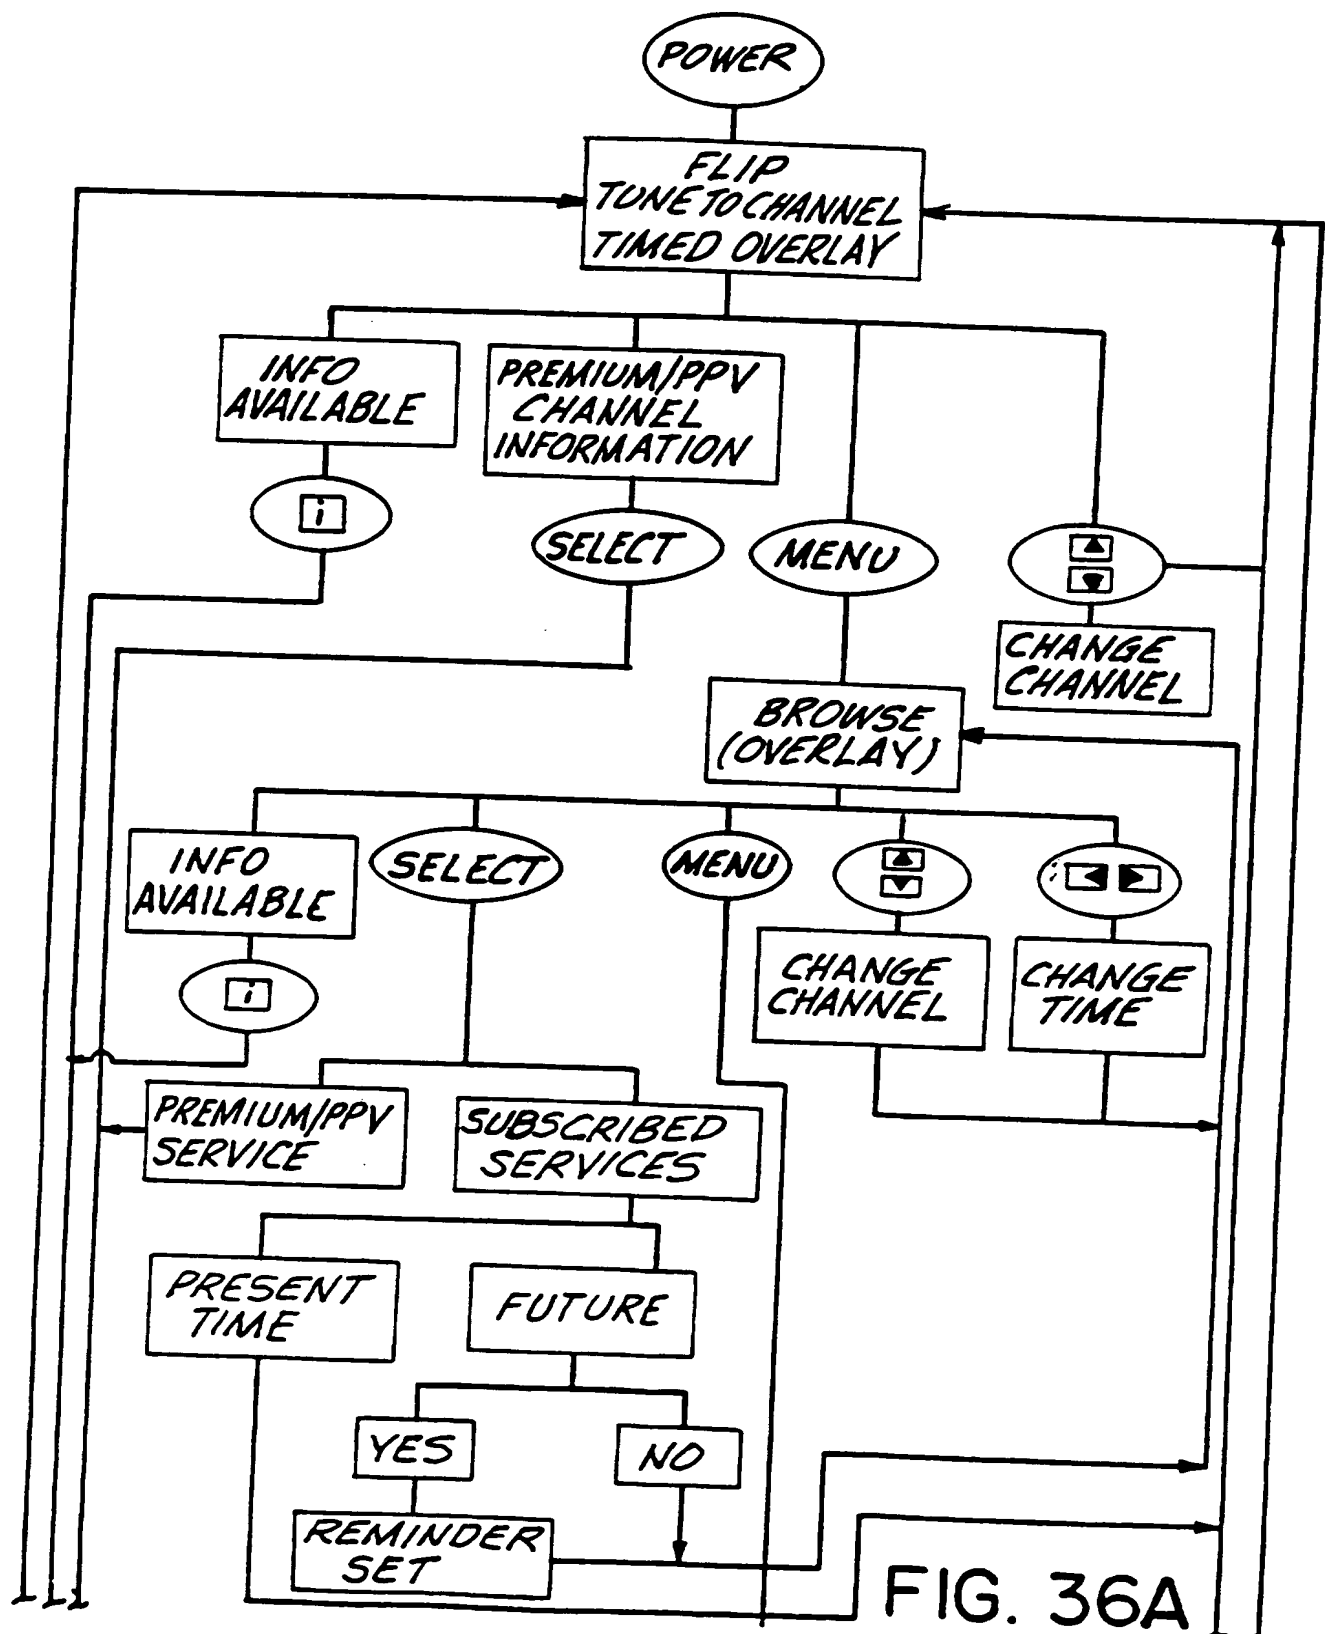 POWER
FLIP
TUNE TO CHANNEL
TIMED OVERLAY
INFO
AVAILABLE
i
PREMIUM/PPV
CHANNEL
INFORMATION
SELECT
MENU
CHANGE
CHANNEL
BROWSE
(OVERLAY)
INFO
AVAILABLE
i
SELECT
MENU
CHANGE
CHANNEL
CHANGE
TIME
PREMIUM/PPV
SERVICE
SUBSCRIBED
SERVICES
PRESENT
TIME
FUTURE
YES
NO
REMINDER
SET
FIG. 36A